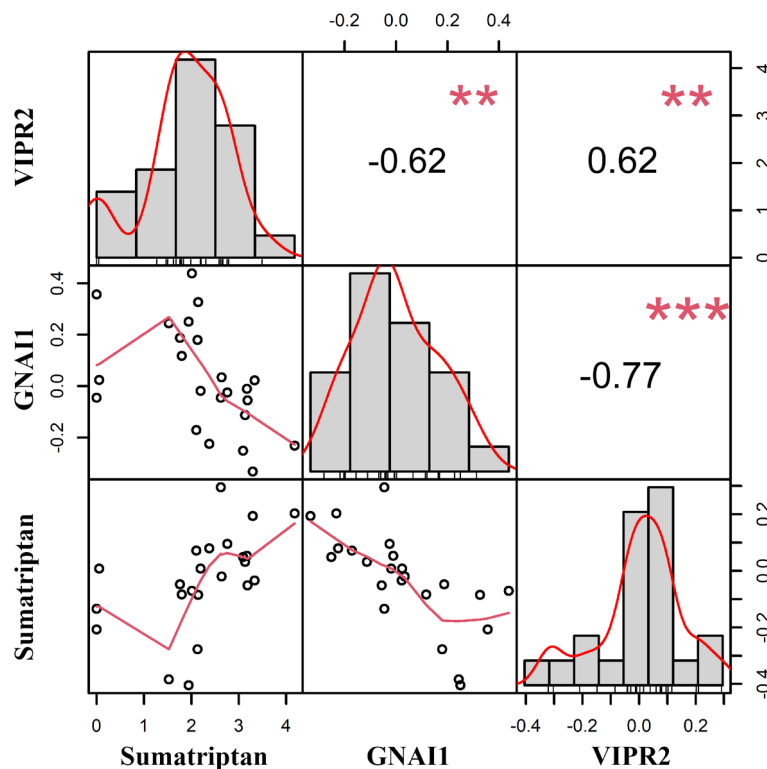 -0.2 0.0 0.2 0.4
VIPR2
** 
-0.62
**
0.62
0 1 2 3 4
GNAI1
-0.2 0.0 0.2 0.4
***
-0.77
Sumatriptan
-0.4 -0.2 0.0 0.2
0 1 2 3 4
-0.4 -0.2 0.0 0.2
Sumatriptan GNAI1 VIPR2